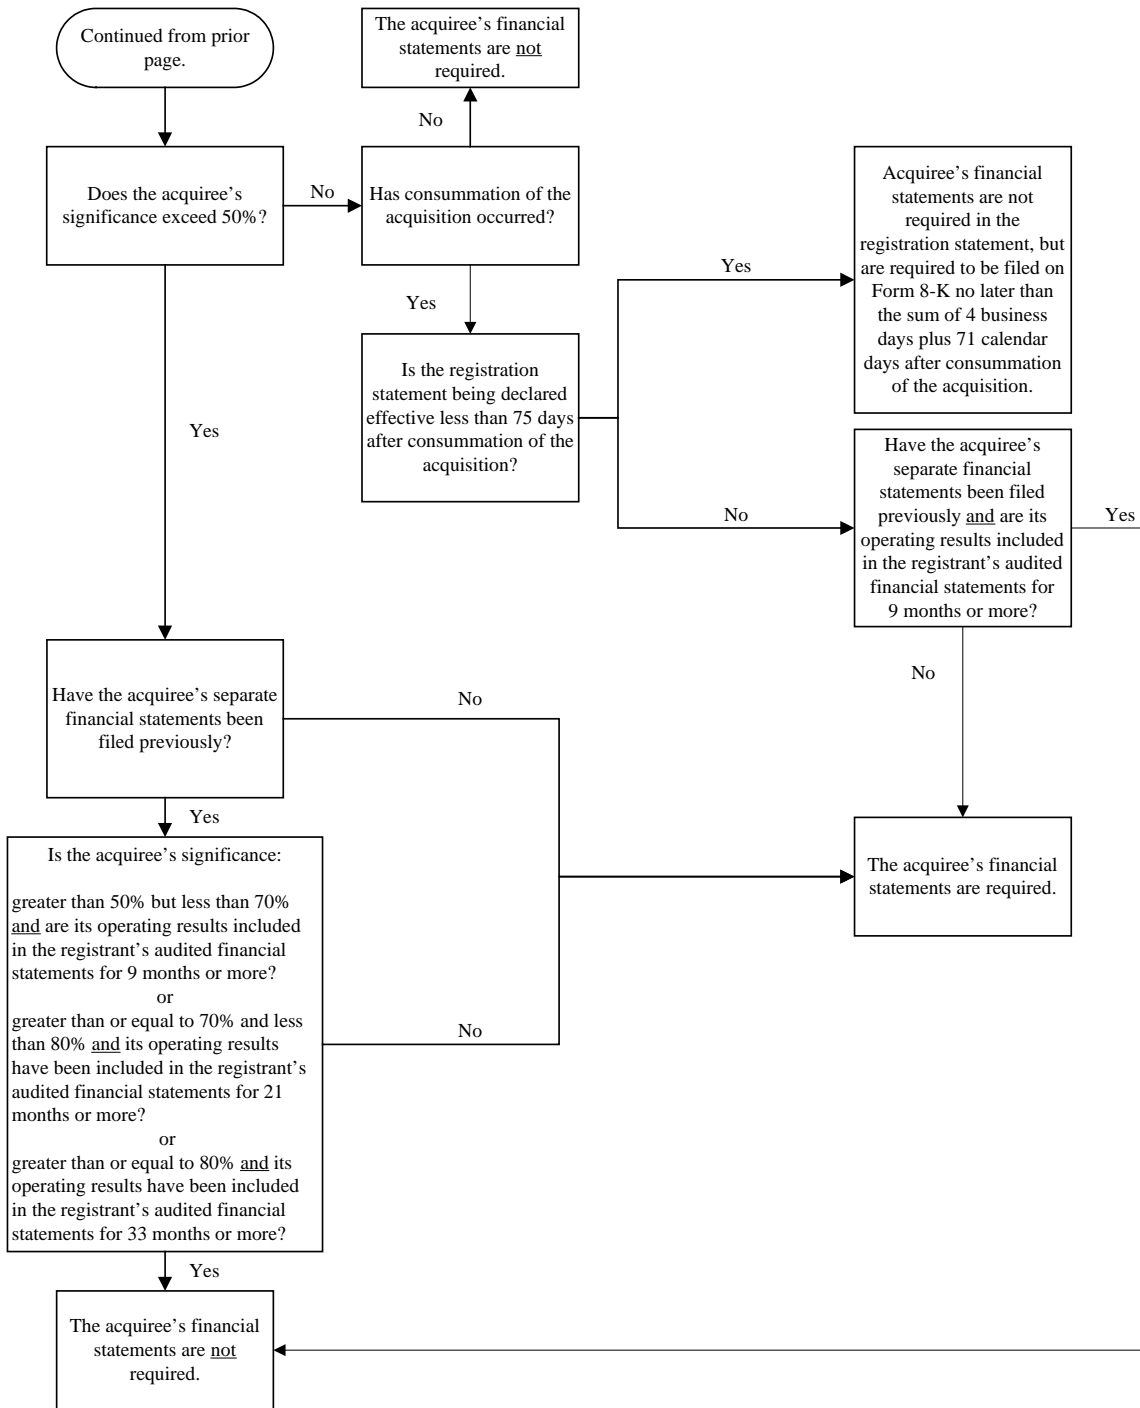 Continued from prior
page.
The acquiree’s financial
statements are not
required.
No
Does the acquiree’s
significance exceed 50%?
No
Has consummation of the
acquisition occurred?
Yes
Acquiree’s financial
statements are not
required in the
registration statement, but
are required to be filed on
Form 8-K no later than
the sum of 4 business
days plus 71 calendar
days after consummation
of the acquisition.
Yes
Is the registration
statement being declared
effective less than 75 days
after consummation of the
acquisition?
Yes
No
Have the acquiree’s
separate financial
statements been filed
previously and are its
operating results included
in the registrant’s audited
financial statements for
9 months or more?
Yes
No
Have the acquiree’s separate
financial statements been
filed previously?
No
Yes
The acquiree’s financial
statements are required.
Is the acquiree’s significance:
greater than 50% but less than 70%
and are its operating results included
in the registrant’s audited financial
statements for 9 months or more?
or
greater than or equal to 70% and less
than 80% and its operating results
have been included in the registrant’s
audited financial statements for 21
months or more?
or
greater than or equal to 80% and its
operating results have been included
in the registrant’s audited financial
statements for 33 months or more?
No
Yes
The acquiree’s financial
statements are not
required.